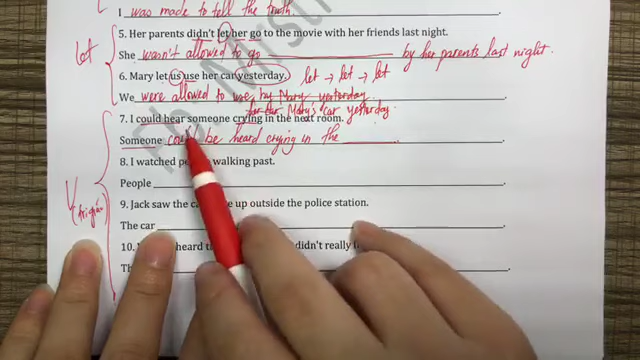 I was made to tell the truth
5. Her parents didn't let her go to the movie with her friends last night.
let
She wasn't allowed to go by her parents last night.
6. Mary let us use her car yesterday. let → let → let
We were allowed to use by Mary yesterday
her car Mary's car yesterday
7. I could hear someone crying in the next room.
Someone could be heard crying in the
8. I watched walking past.
People
9. Jack saw the up outside the police station.
The car
10. heard didn't really